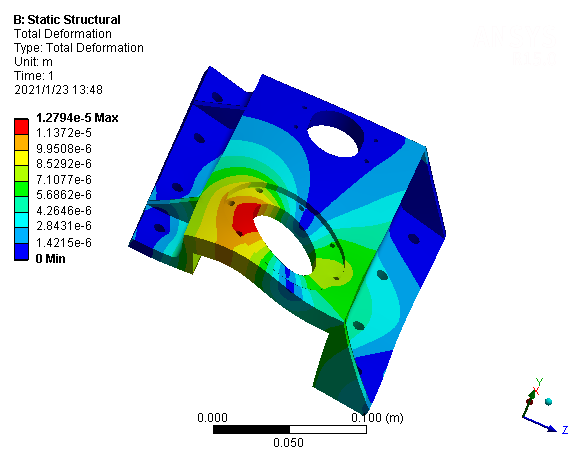 B: Static Structural
Total Deformation
Type: Total Deformation
Unit: m
Time: 1
2021/1/23 13:48
1.2794e-5 Max
1.1372e-5
9.9508e-6
8.5292e-6
7.1077e-6
5.6862e-6
4.2646e-6
2.8431e-6
1.4215e-6
0 Min
0.000
0.100 (m)
0.050
Y
X
Z